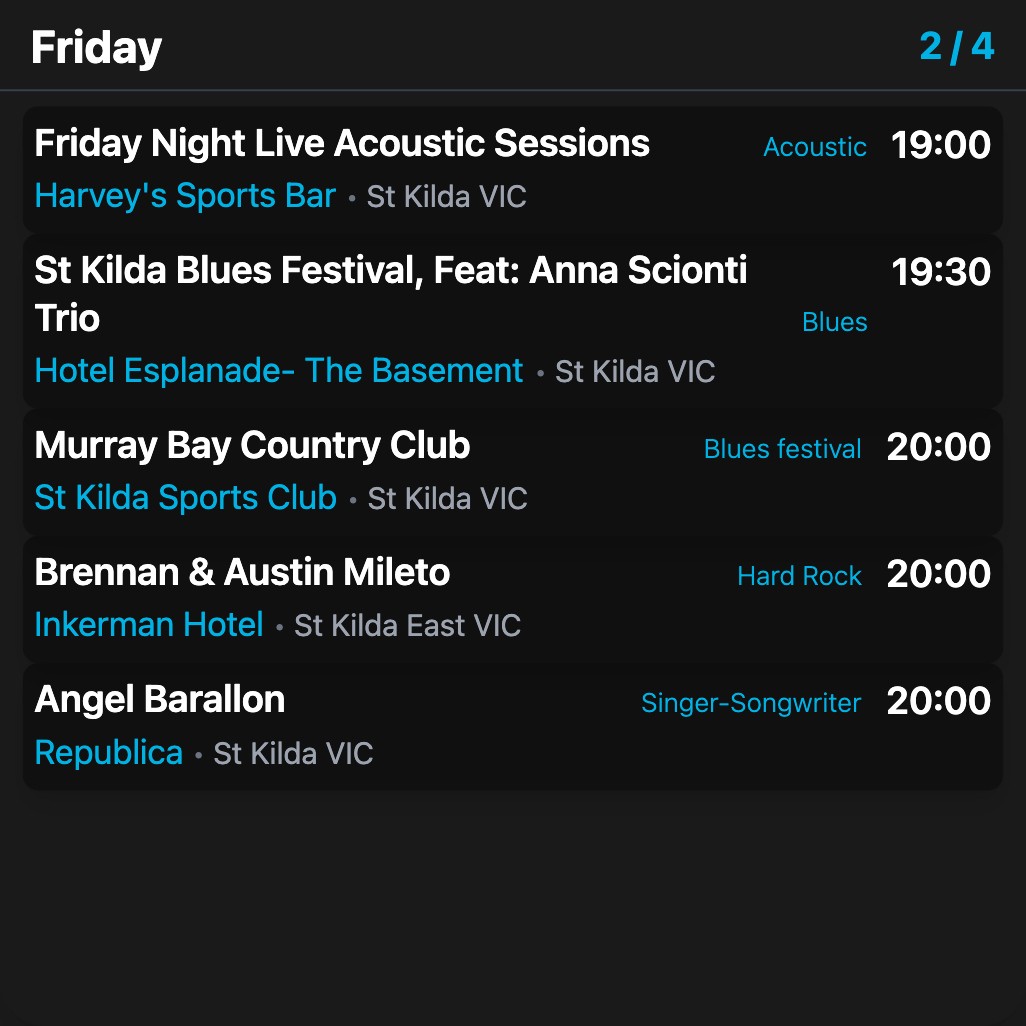 Friday 2 / 4
Friday Night Live Acoustic Sessions Acoustic 19:00
Harvey's Sports Bar • St Kilda VIC
St Kilda Blues Festival, Feat: Anna Scionti 19:30
Trio Blues
Hotel Esplanade- The Basement • St Kilda VIC
Murray Bay Country Club Blues festival 20:00
St Kilda Sports Club • St Kilda VIC
Brennan & Austin Mileto Hard Rock 20:00
Inkerman Hotel • St Kilda East VIC
Angel Barallon Singer-Songwriter 20:00
Republica • St Kilda VIC